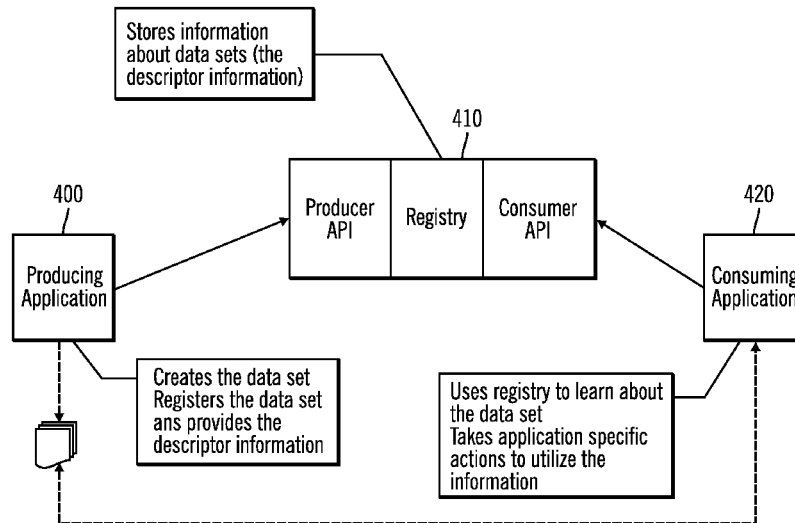 Stores information
about data sets (the
descriptor information)
410
400
Producer
API
Registry
Consumer
API
420
Producing
Application
Consuming
Application
Creates the data set
Registers the data set
ans provides the
descriptor information
Uses registry to learn about
the data set
Takes application specific
actions to utilize the
information